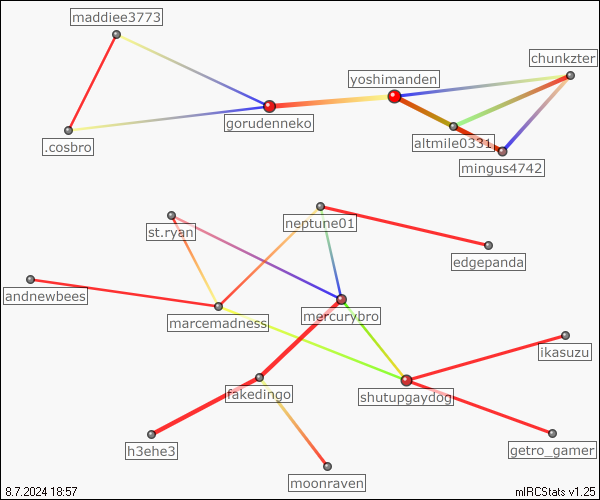 maddiee3773
chunkzter
yoshimanden
gorudenneko
altmile0331
.cosbro
mingus4742
neptune01
st.ryan
edgepanda
andnewbees
mercurybro
marcemadness
ikasuzu
fakedingo
shutupgaydog
h3ehe3
getro_gamer
moonraven
8.7.2024 18:57
mIRCStats v1.25